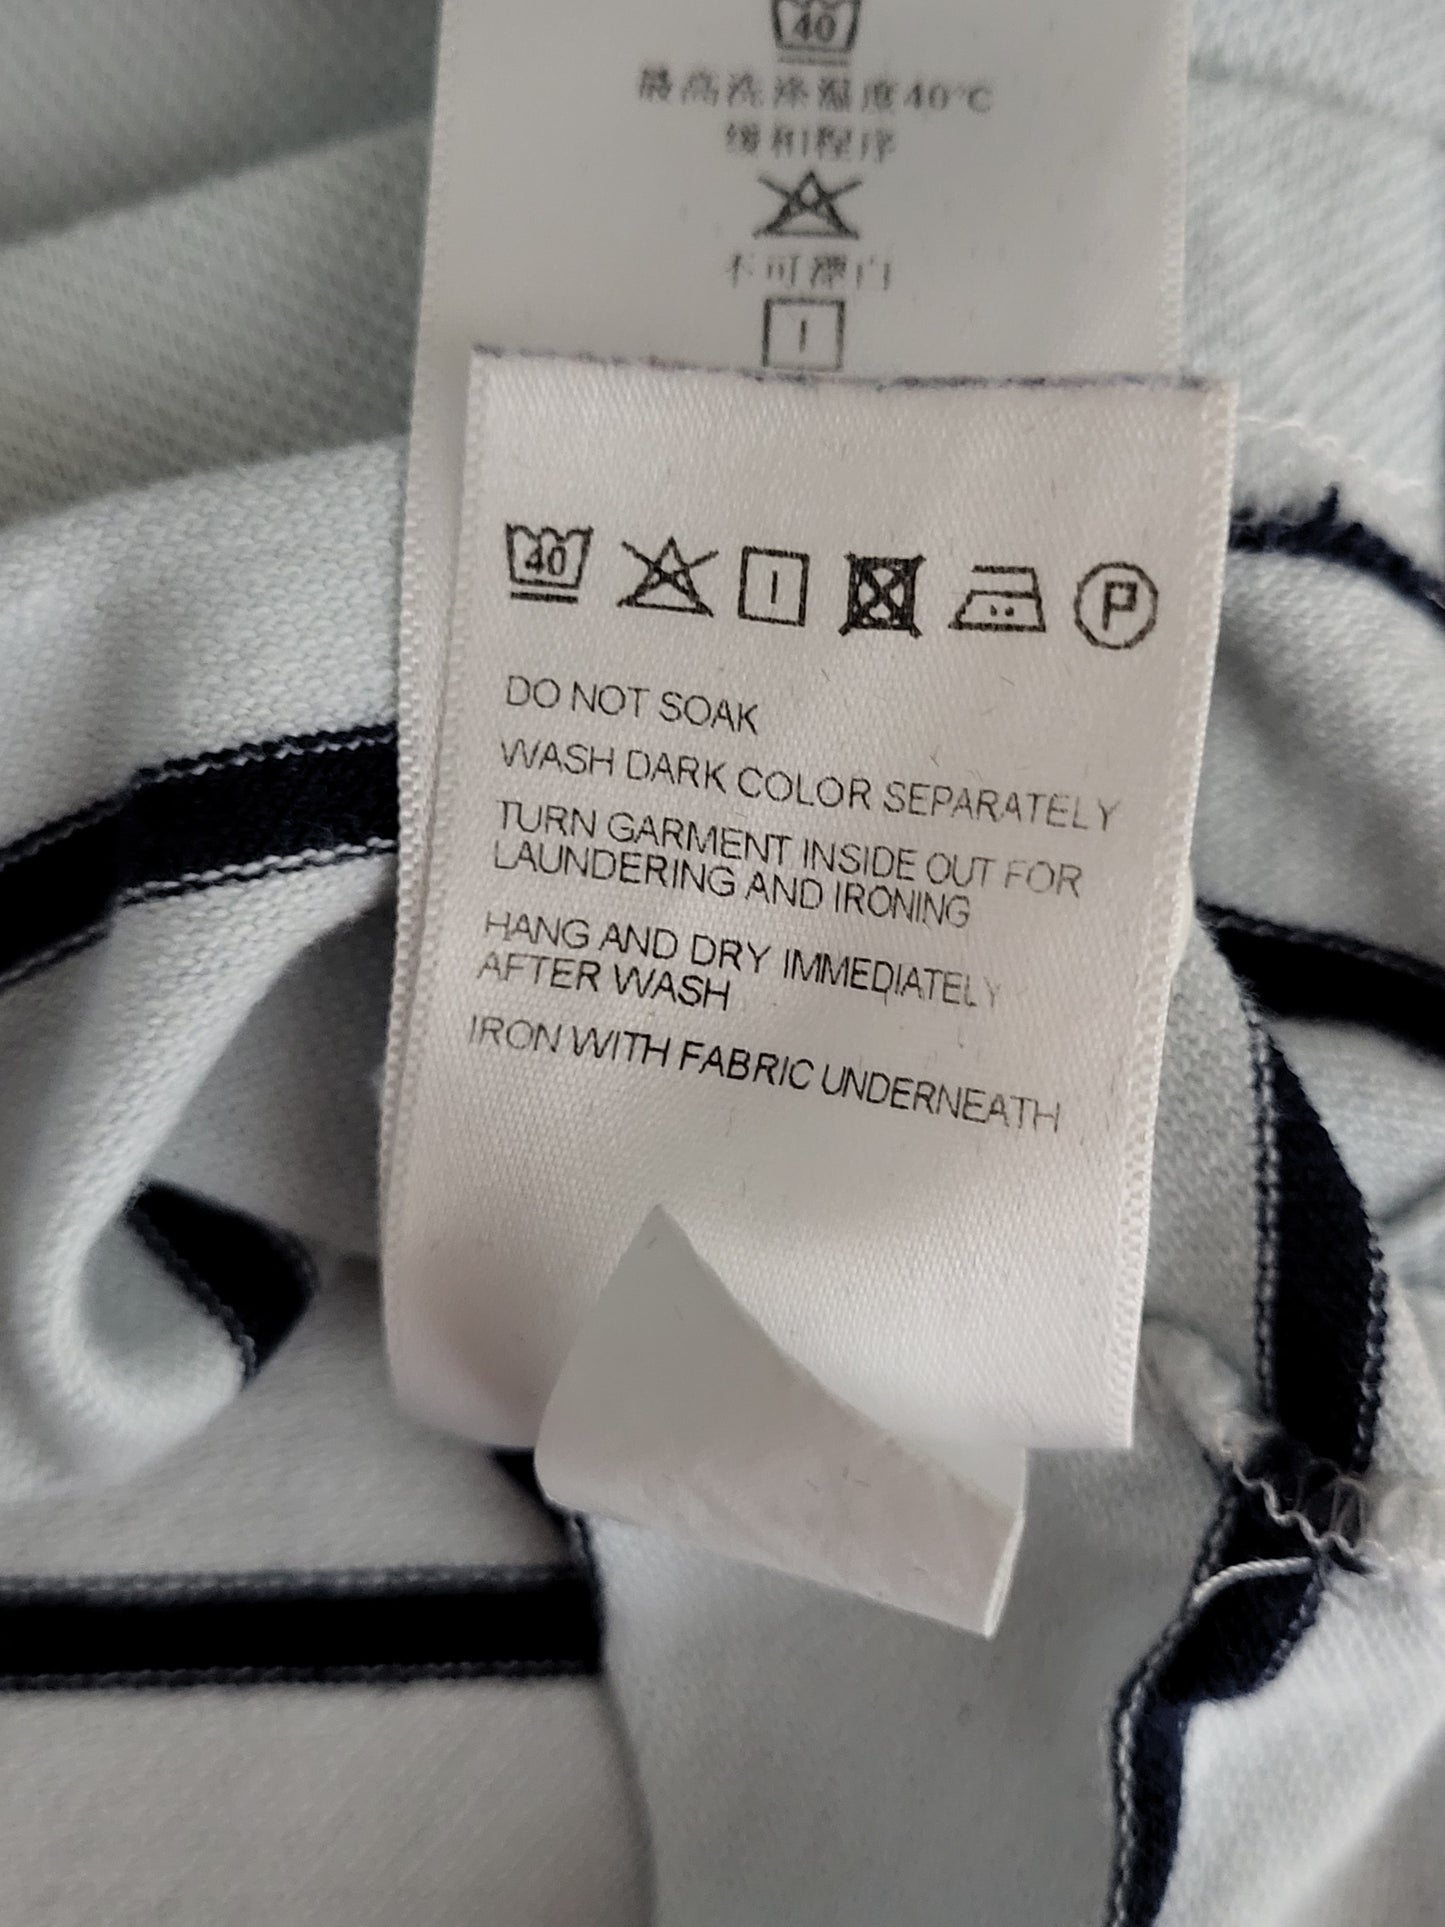 40
最高洗涤温度40℃
缓和程序
不可漂白
40 P
DO NOT SOAK
WASH DARK COLOR SEPARATELY
TURN GARMENT INSIDE OUT FOR
LAUNDERING AND IRONING
HANG AND DRY IMMEDIATELY
AFTER WASH
IRON WITH FABRIC UNDERNEATH